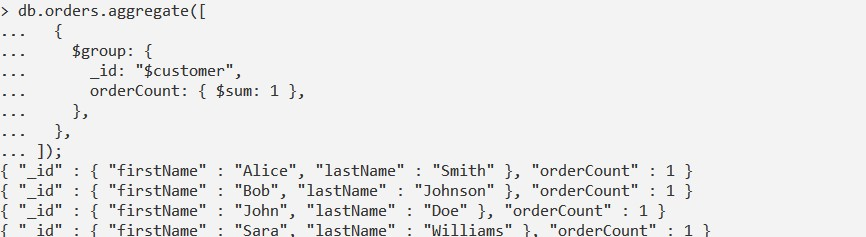 > db.orders.aggregate([
...   {
...     $group: {
...       _id: "$customer",
...       orderCount: { $sum: 1 },
...     },
...   },
... ]);
{ "_id" : { "firstName" : "Alice", "lastName" : "Smith" }, "orderCount" : 1 }
{ "_id" : { "firstName" : "Bob", "lastName" : "Johnson" }, "orderCount" : 1 }
{ "_id" : { "firstName" : "John", "lastName" : "Doe" }, "orderCount" : 1 }
{ "_id" : { "firstName" : "Sara", "lastName" : "Williams" }, "orderCount" : 1 }